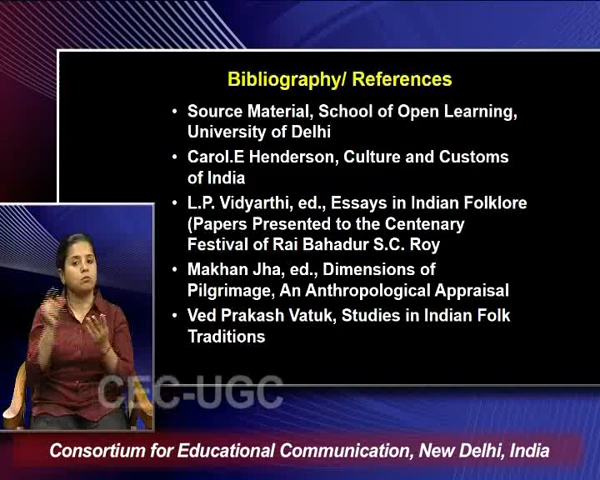 Bibliography/ References
• Source Material, School of Open Learning,
University of Delhi
• Carol.E Henderson, Culture and Customs
of India
• L.P. Vidyarthi, ed., Essays in Indian Folklore
(Papers Presented to the Centenary
Festival of Rai Bahadur S.C. Roy
• Makhan Jha, ed., Dimensions of
Pilgrimage, An Anthropological Appraisal
• Ved Prakash Vatuk, Studies in Indian Folk
Traditions
CEC-UGC
Consortium for Educational Communication, New Delhi, India